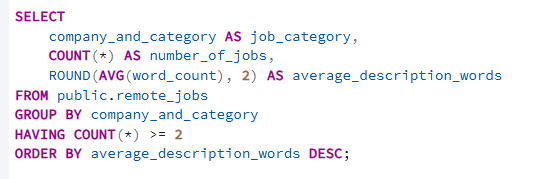 SELECT
    company_and_category AS job_category,
    COUNT(*) AS number_of_jobs,
    ROUND(AVG(word_count), 2) AS average_description_words
FROM public.remote_jobs
GROUP BY company_and_category
HAVING COUNT(*) >= 2
ORDER BY average_description_words DESC;